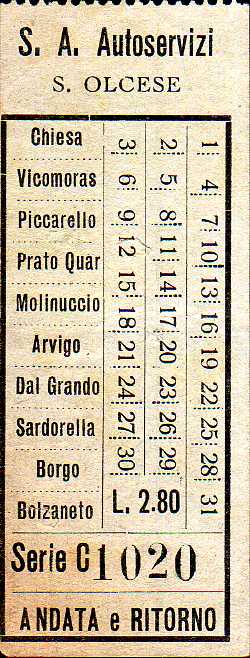 S. A. Autoservizi
S. OLCESE
Chiesa 3 2 1
Vicomoras 6 5 4
Piccarello 9 8 7
Prato Quar 12 11 10
Molinuccio 15 14 13
Arvigo 18 17 16
Dal Grando 21 20 19
Sardorella 24 23 22
Borgo 27 26 25
Bolzaneto 30 29 28
31
L. 2.80
Serie C 1020
ANDATA e RITORNO